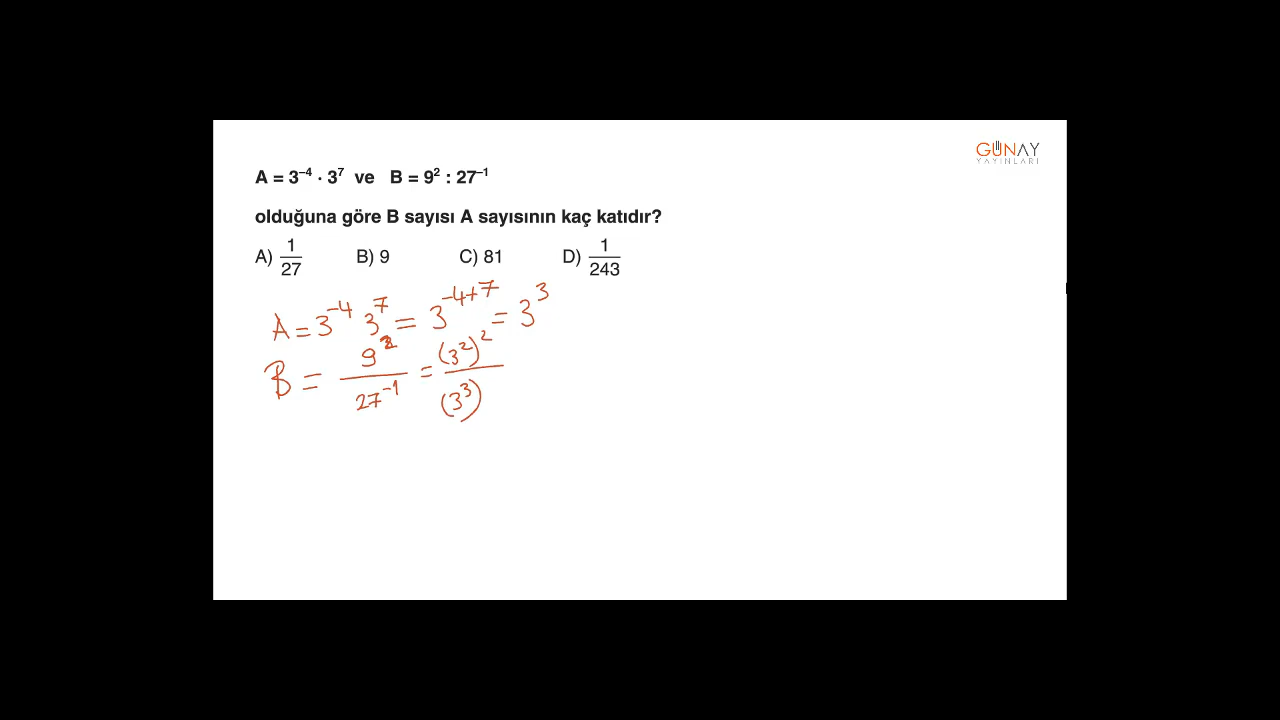 GÜNAY
YAYINLARI
A = 3⁻⁴ · 3⁷ ve B = 9² : 27⁻¹
olduğuna göre B sayısı A sayısının kaç katıdır?
A) 1/27 B) 9 C) 81 D) 1/243
A = 3⁻⁴ 3⁷ = 3⁻⁴⁺⁷ = 3³
B = 9²/27⁻¹ = (3²)²/(3³)